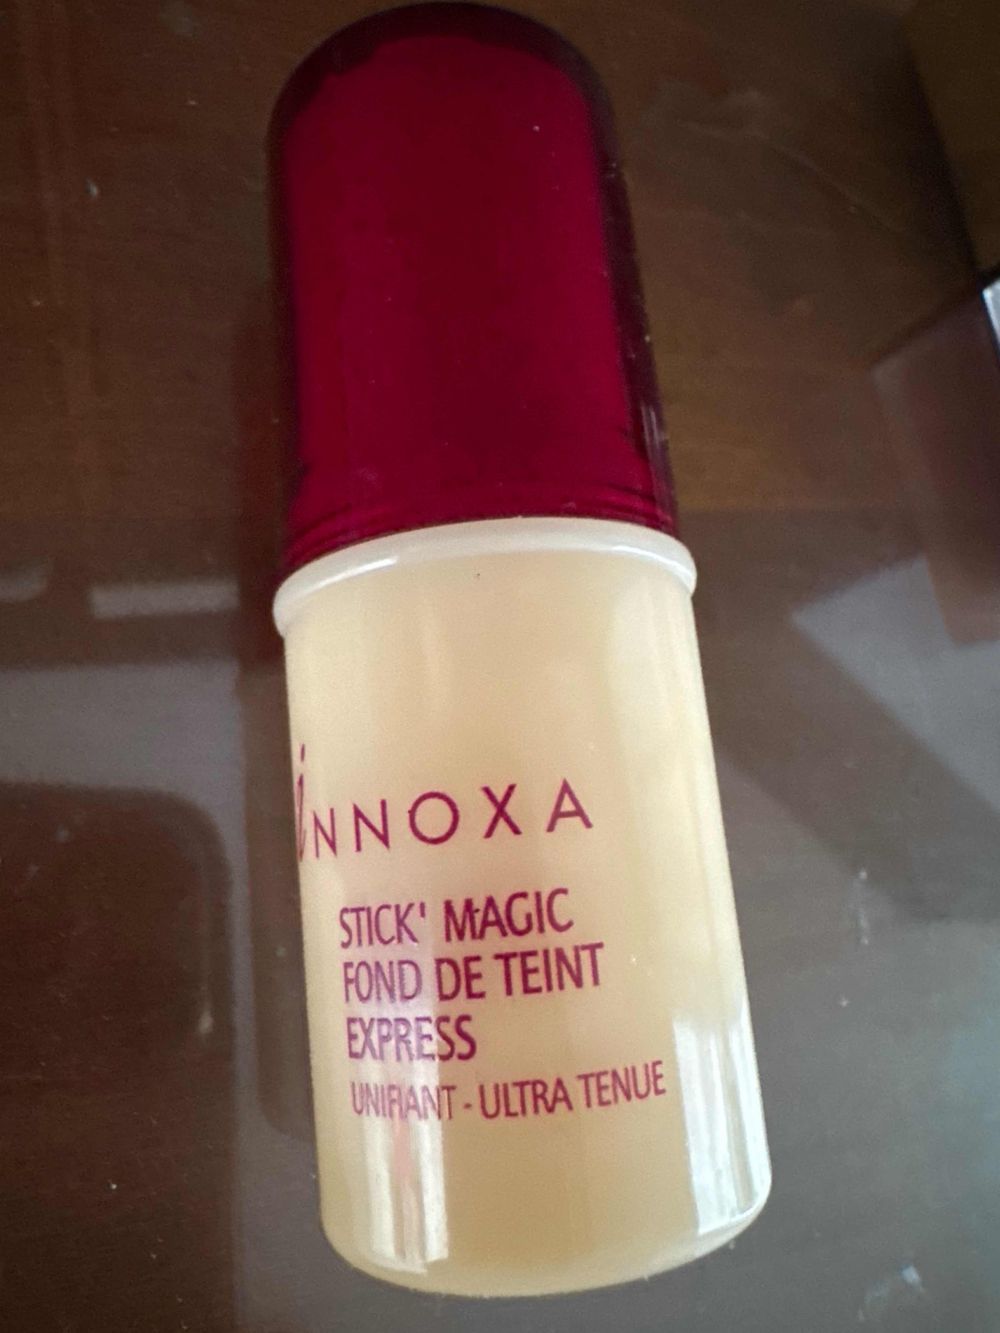 iNNOXA
STICK' MAGIC
FOND DE TEINT
EXPRESS
UNIFIANT - ULTRA TENUE